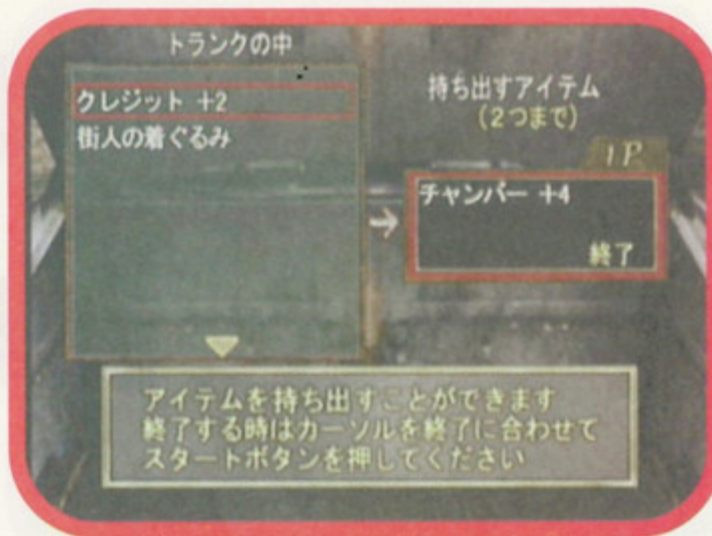 トランクの中
クレジット +2
街人の着ぐるみ
持ち出すアイテム
(2つまで)
1P
チャンバー +4
終了
アイテムを持ち出すことができます
終了する時はカーソルを終了に合わせて
スタートボタンを押してください